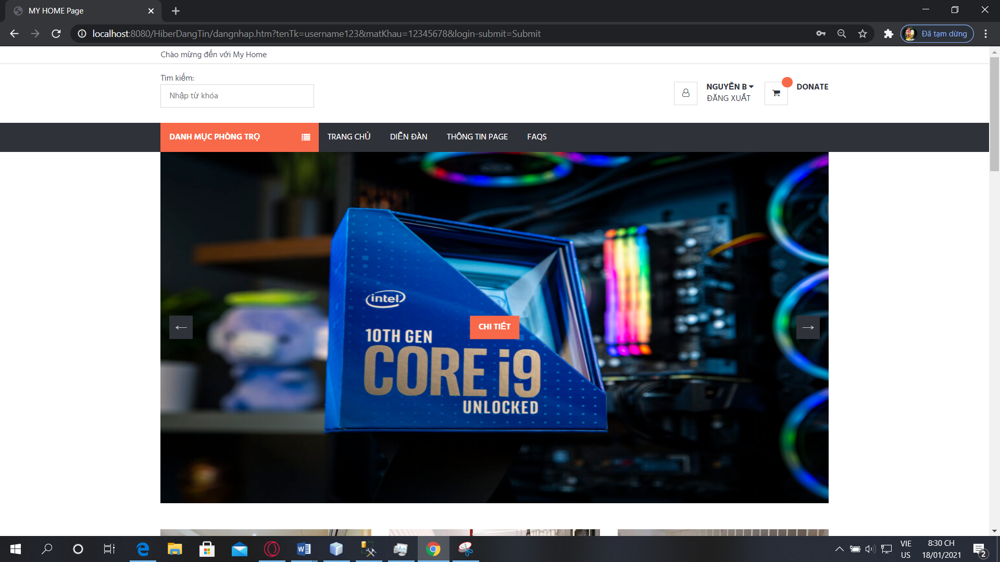 MY HOME Page
localhost:8080/HiberDangTin/dangnhap.htm?tenTk=username123&matKhau=12345678&login-submit=Submit
Đã tạm dừng
Chào mừng đến với My Home
Tìm kiếm:
Nhập từ khóa
NGUYỄN B
ĐĂNG XUẤT
DONATE
DANH MỤC PHÒNG TRỌ
TRANG CHỦ
DIỄN ĐÀN
THÔNG TIN PAGE
FAQS
intel
10TH GEN
CORE i9
UNLOCKED
CHI TIẾT
VIE
US
8:30 CH
18/01/2021
2